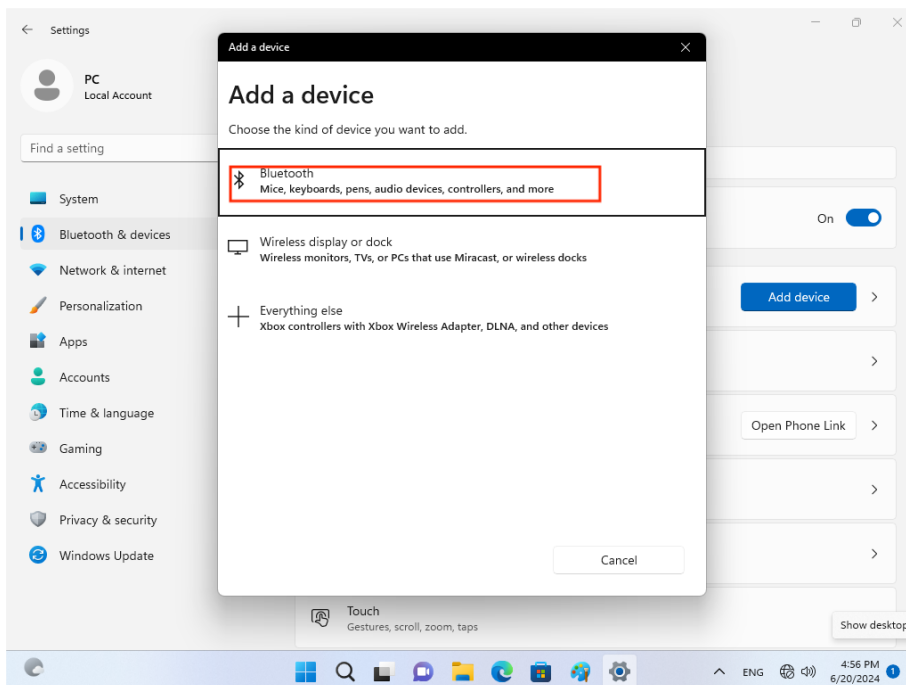 Settings
PC
Local Account
Find a setting
System
Bluetooth & devices
Network & internet
Personalization
Apps
Accounts
Time & language
Gaming
Accessibility
Privacy & security
Windows Update
Add a device
Add a device
Choose the kind of device you want to add.
Bluetooth
Mice, keyboards, pens, audio devices, controllers, and more
Wireless display or dock
Wireless monitors, TVs, or PCs that use Miracast, or wireless docks
Everything else
Xbox controllers with Xbox Wireless Adapter, DLNA, and other devices
Cancel
On
Add device
Open Phone Link
Touch
Gestures, scroll, zoom, taps
Show desktop
ENG
4:56 PM
6/20/2024
1